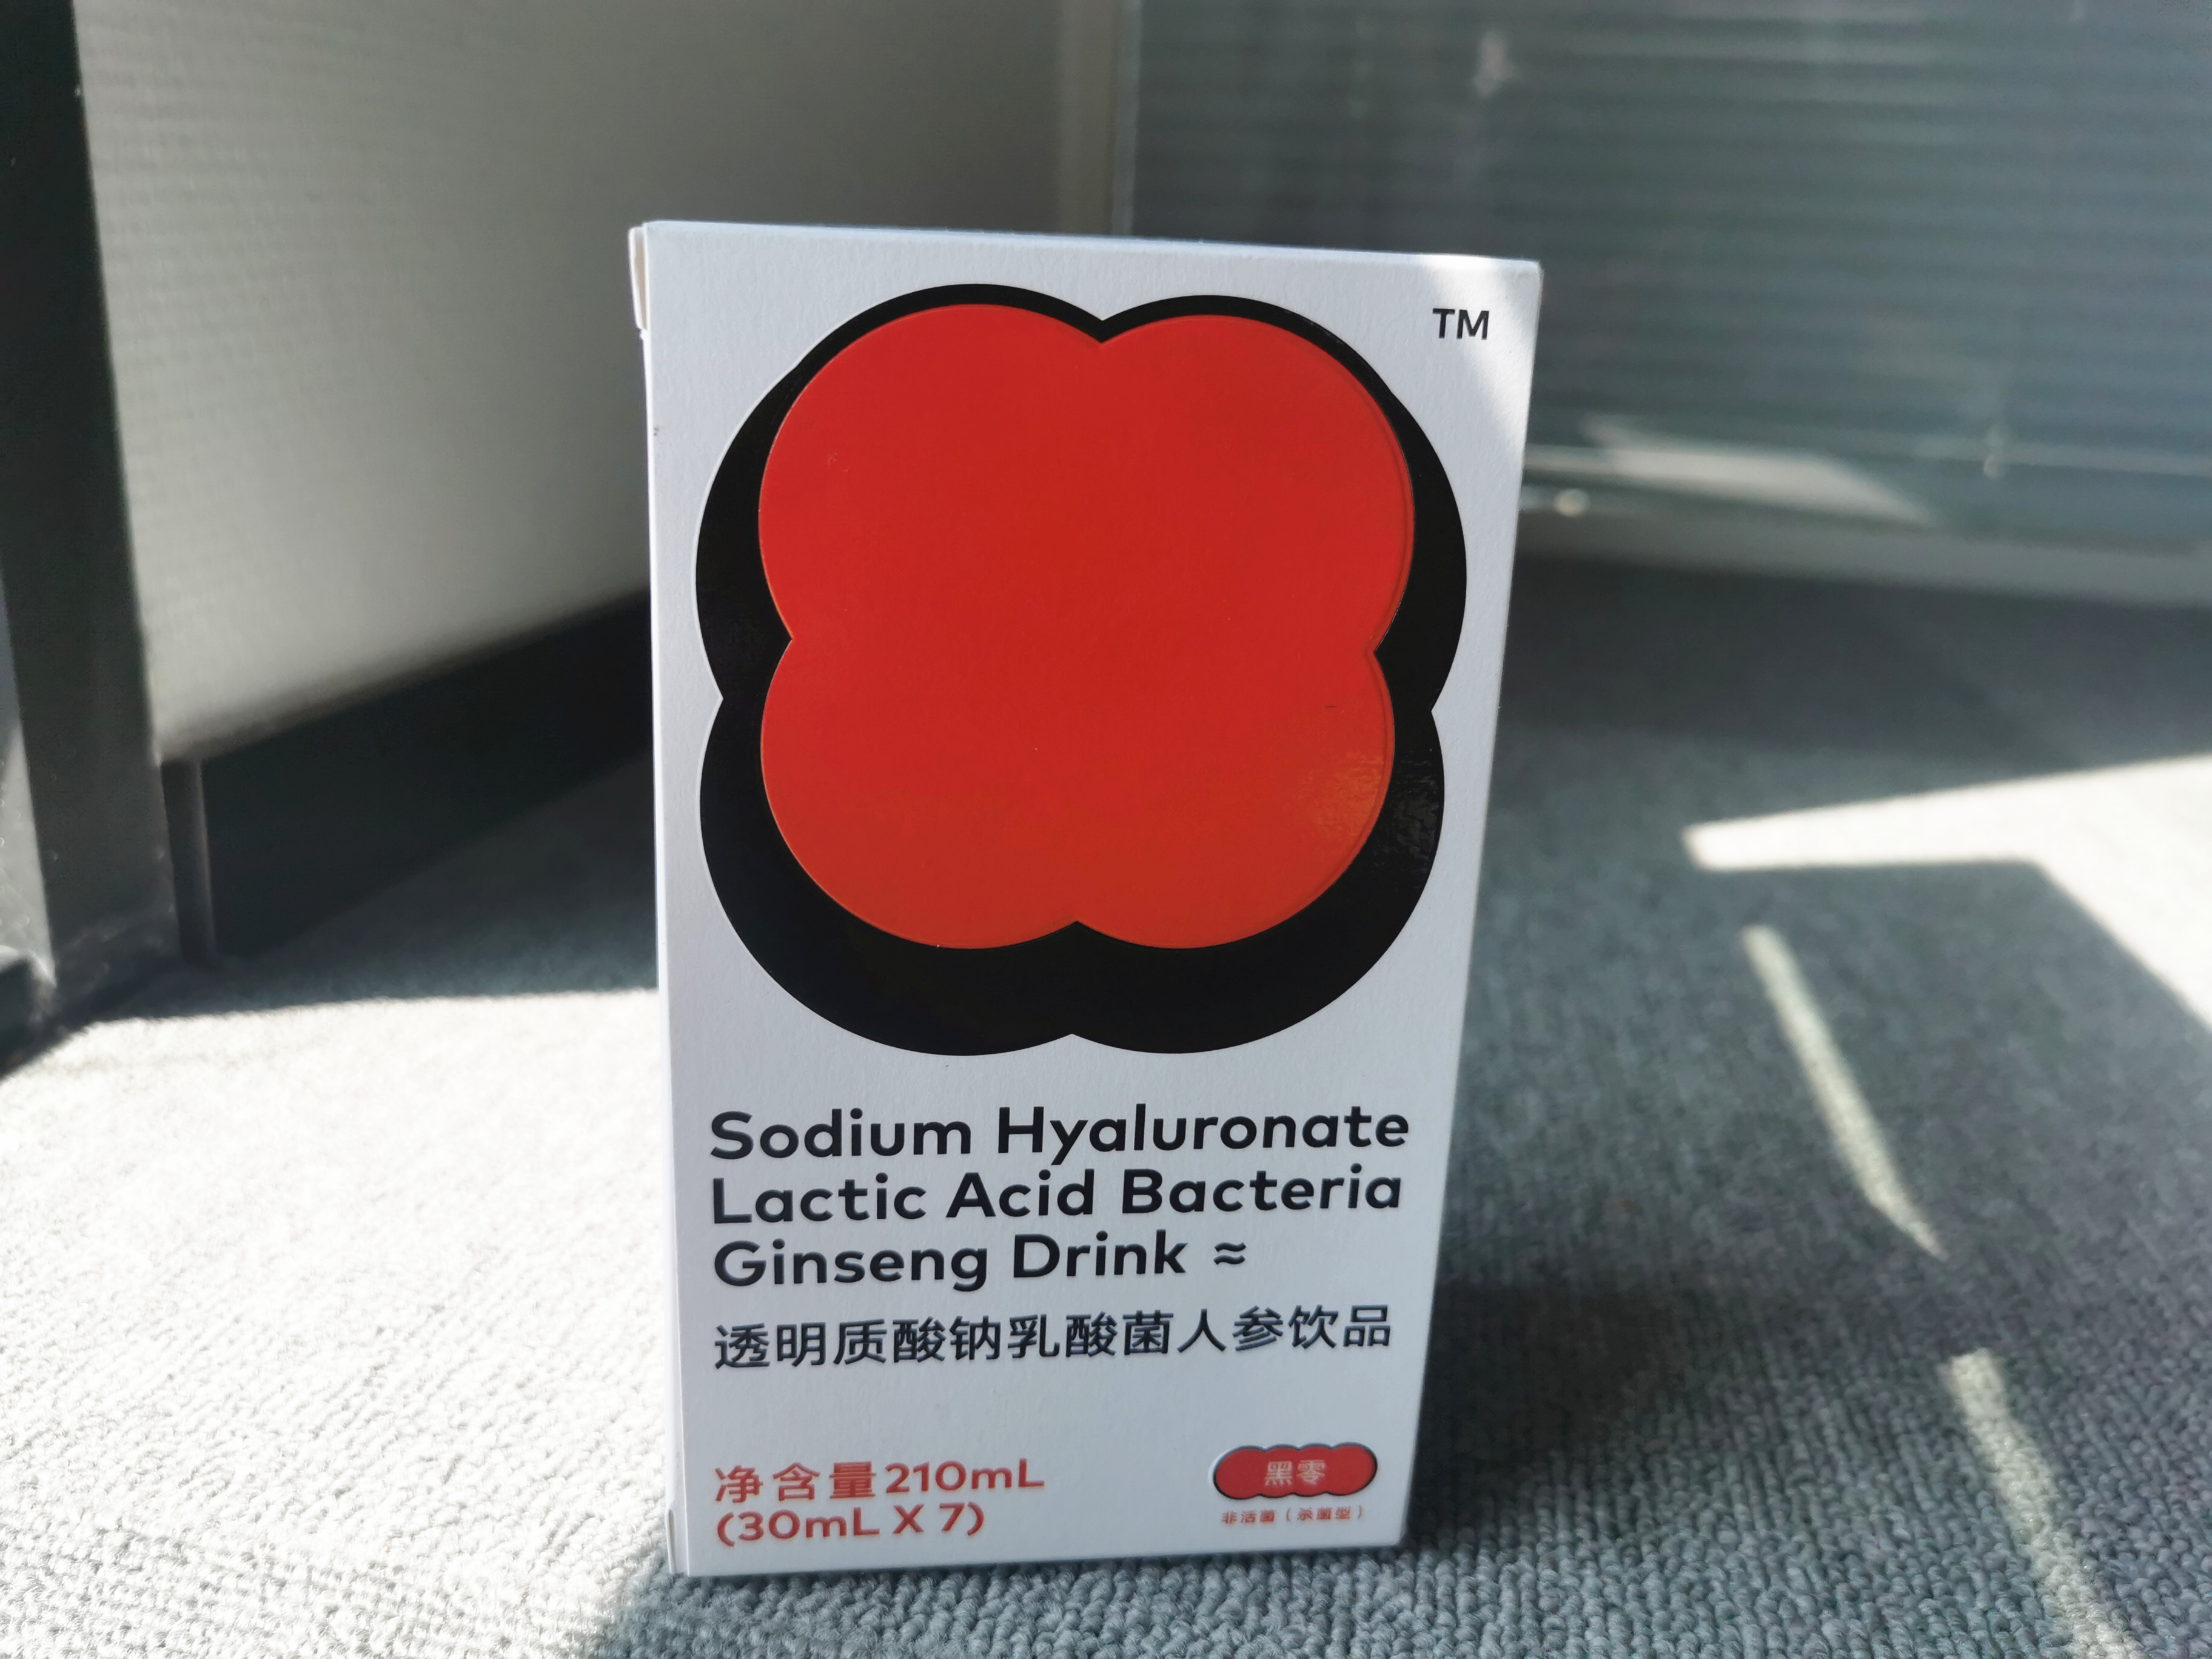 TM
Sodium Hyaluronate
Lactic Acid Bacteria
Ginseng Drink ≈
透明质酸钠乳酸菌人参饮品
净含量210mL
(30mL X 7)
黑零
非活菌（杀菌型）